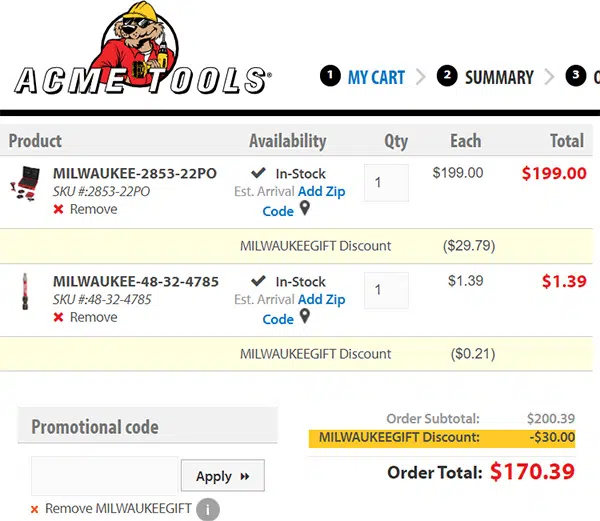 ACME TOOLS®
1 MY CART 2 SUMMARY 3
Product Availability Qty Each Total
MILWAUKEE-2853-22PO In-Stock 1 $199.00 $199.00
SKU #:2853-22PO Est. Arrival Add Zip
Remove Code
MILWAUKEEGIFT Discount ($29.79)
MILWAUKEE-48-32-4785 In-Stock 1 $1.39 $1.39
SKU #:48-32-4785 Est. Arrival Add Zip
Remove Code
MILWAUKEEGIFT Discount ($0.21)
Promotional code
Apply
Remove MILWAUKEEGIFT i
Order Subtotal: $200.39
MILWAUKEEGIFT Discount: -$30.00
Order Total: $170.39